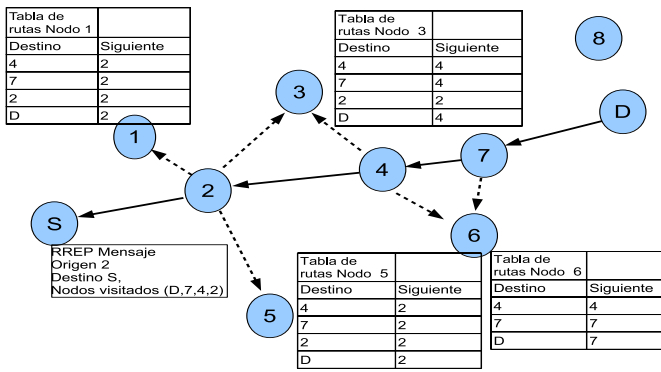 Tabla de
rutas Nodo 1
Destino Siguiente
4 2
7 2
2 2
D 2
Tabla de
rutas Nodo 3
Destino Siguiente
4 4
7 4
2 2
D 4
8
3
D
1
7
4
2
S
6
RREP Mensaje
Origen 2
Destino S,
Nodos visitados (D,7,4,2)
5
Tabla de
rutas Nodo 5
Destino Siguiente
4 2
7 2
2 2
D 2
Tabla de
rutas Nodo 6
Destino Siguiente
4 4
7 7
D 7